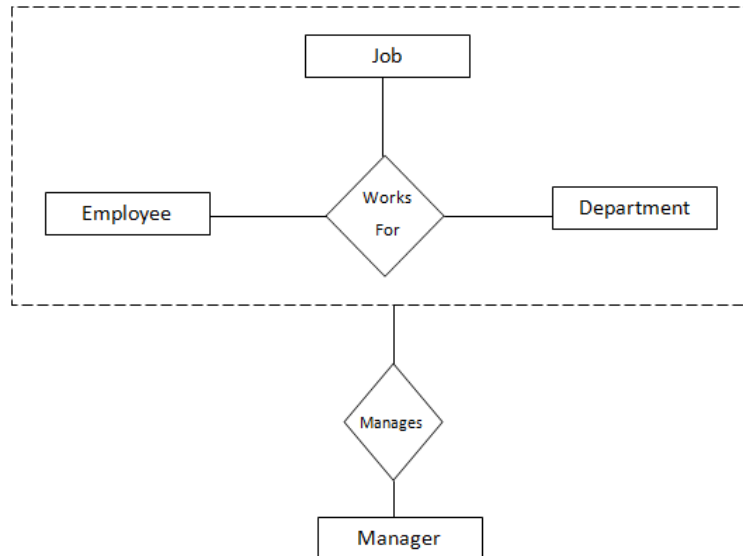 Job
Employee
Works
For
Department
Manages
Manager